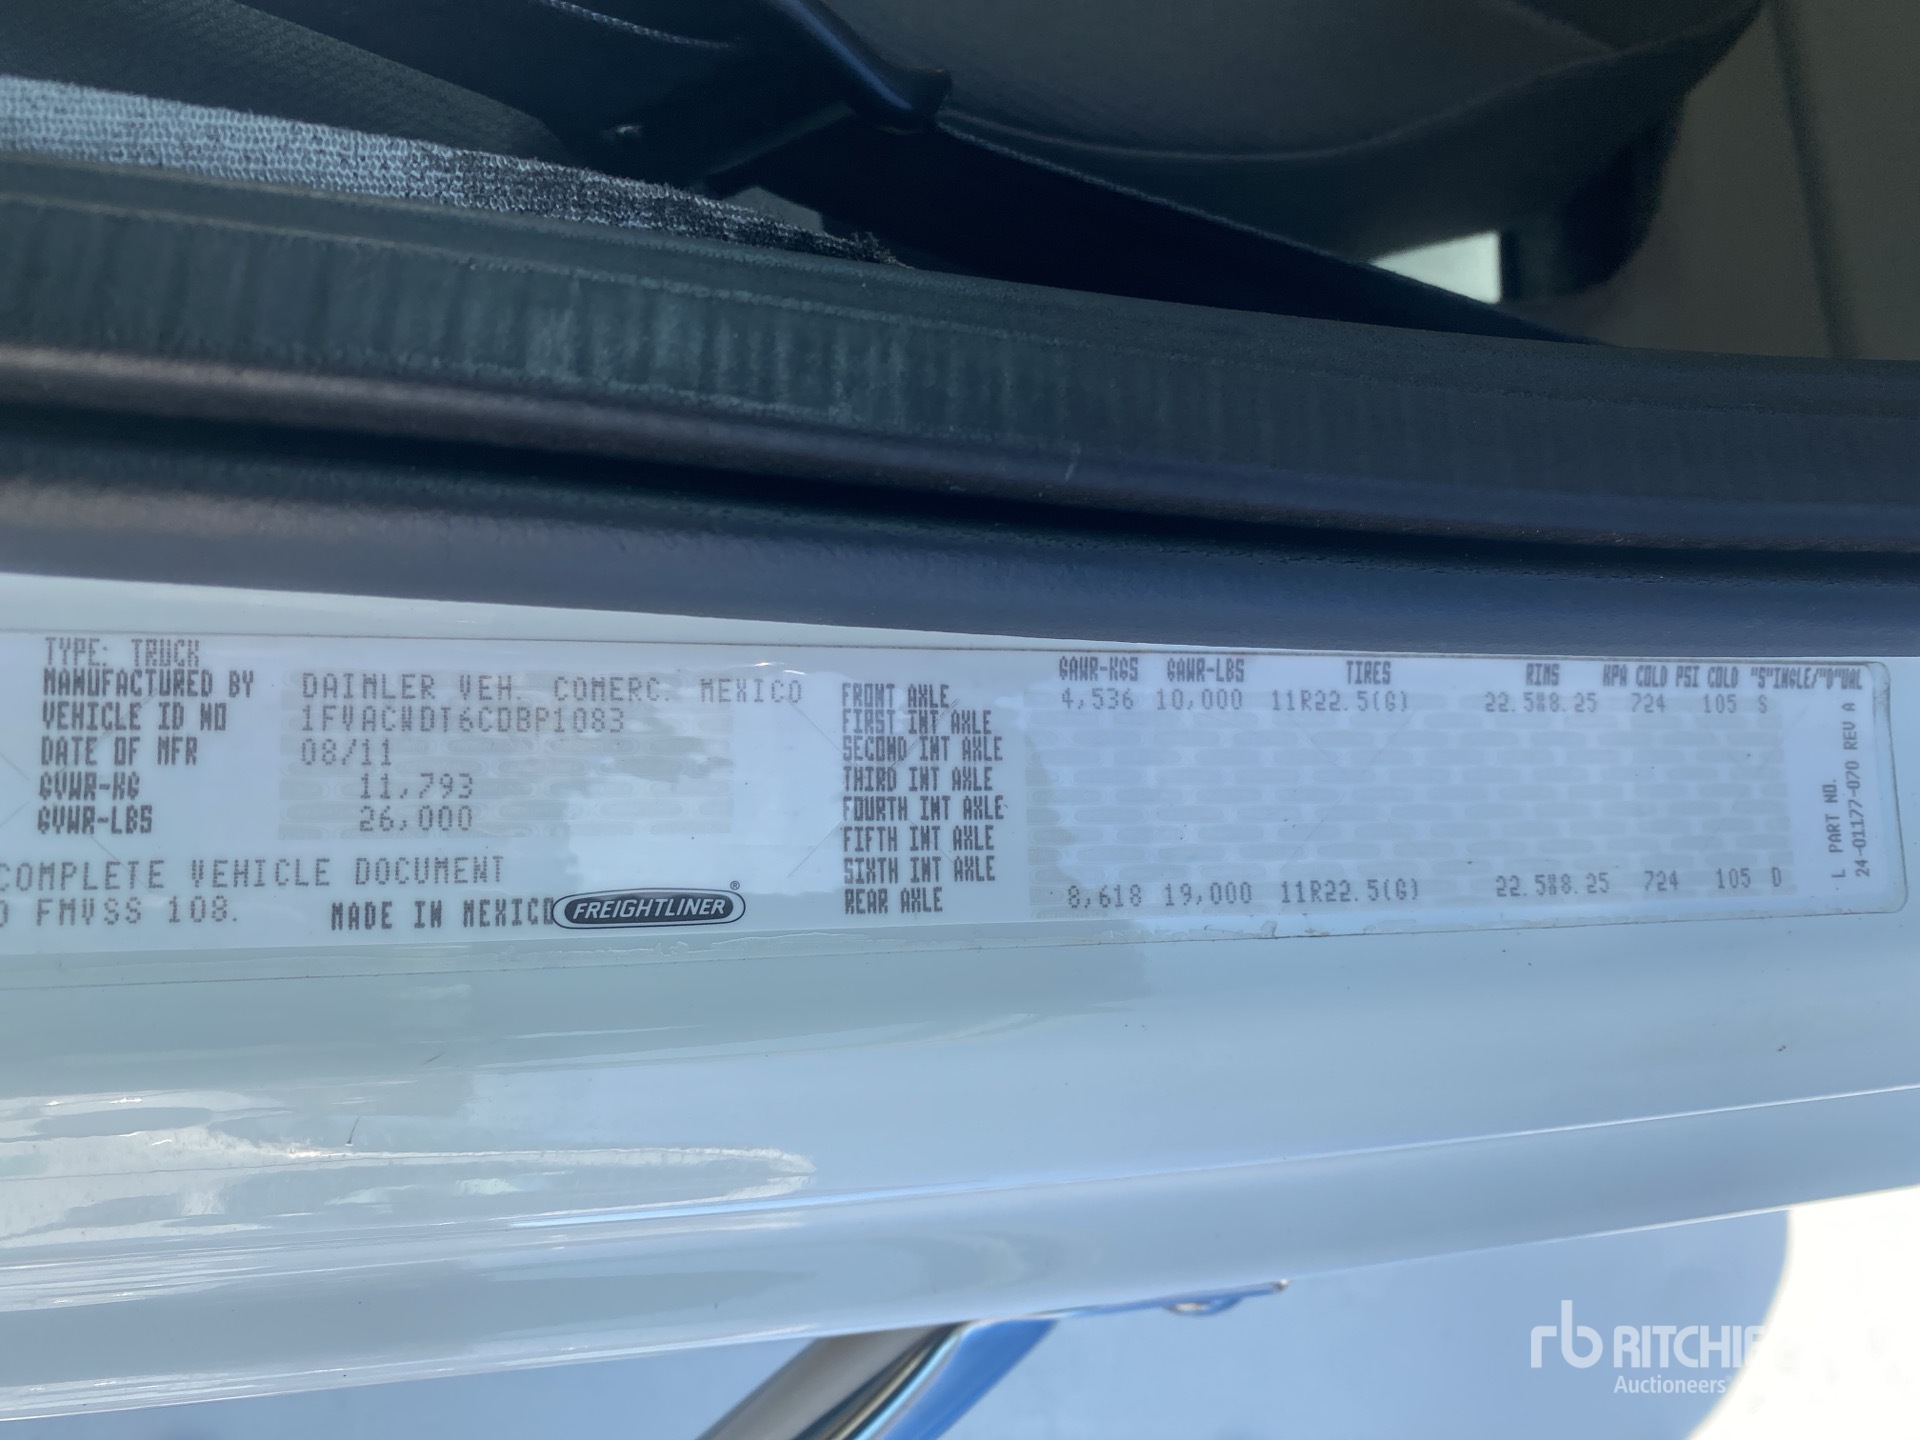 TYPE: TRUCK
MANUFACTURED BY DAIMLER VEH. COMERC. MEXICO
VEHICLE ID NO 1FVACWDT6CDBP1083
DATE OF MFR 08/11
GVWR-KG 11,793
GVWR-LBS 26,000
COMPLETE VEHICLE DOCUMENT
FMVSS 108. MADE IN MEXICO FREIGHTLINER®
GAWR-KGS GAWR-LBS TIRES RIMS KPA COLD PSI COLD "S"INGLE/"D"UAL
FRONT AXLE 4,536 10,000 11R22.5(G) 22.5X8.25 724 105 S
FIRST INT AXLE
SECOND INT AXLE
THIRD INT AXLE
FOURTH INT AXLE
FIFTH INT AXLE
SIXTH INT AXLE
REAR AXLE 8,618 19,000 11R22.5(G) 22.5X8.25 724 105 D
L PART NO.
24-01177-070 REV A
rb RITCHIE
Auctioneers